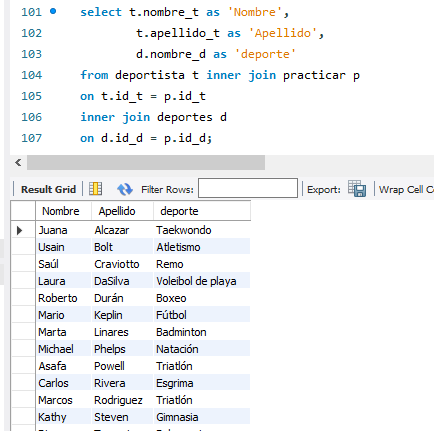 101 select t.nombre_t as 'Nombre',
102 t.apellido_t as 'Apellido',
103 d.nombre_d as 'deporte'
104 from deportista t inner join practicar p
105 on t.id_t = p.id_t
106 inner join deportes d
107 on d.id_d = p.id_d;
Result Grid Filter Rows: Export: Wrap Cell
Nombre Apellido deporte
Juana Alcazar Taekwondo
Usain Bolt Atletismo
Saúl Craviotto Remo
Laura DaSilva Voleibol de playa
Roberto Durán Boxeo
Mario Keplin Fútbol
Marta Linares Badminton
Michael Phelps Natación
Asafa Powell Triatlón
Carlos Rivera Esgrima
Marcos Rodriguez Triatlón
Kathy Steven Gimnasia